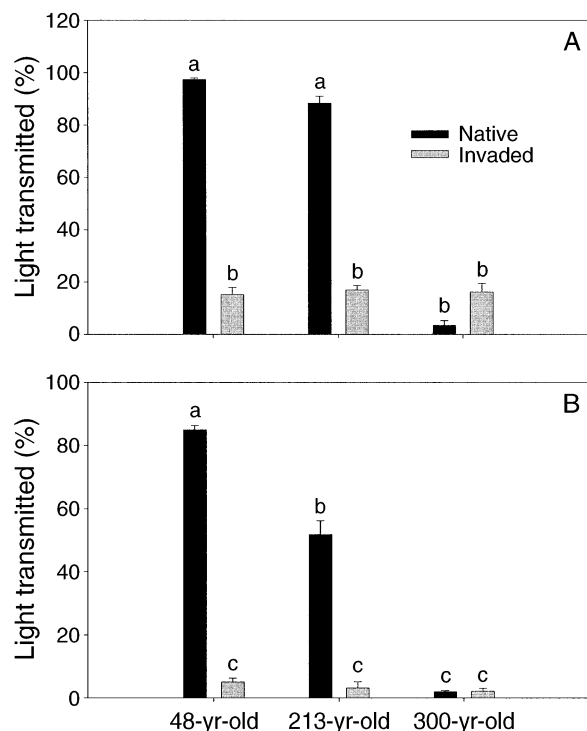 120
A
100
80
60
40
20
0
Light transmitted (%)
a
a
b
b
b
b
Native
Invaded
100
B
80
60
40
20
0
Light transmitted (%)
a
b
c
c
c
c
48-yr-old 213-yr-old 300-yr-old